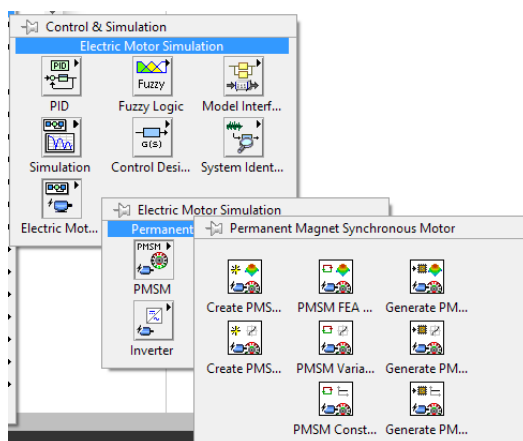 Control & Simulation
Electric Motor Simulation
PID
Fuzzy
PID
Fuzzy Logic
Model Interf...
G(s)
Simulation
Control Desi...
System Ident...
Electric Mot...
Electric Motor Simulation
Permanent
PMSM
PMSM
Inverter
Permanent Magnet Synchronous Motor
Create PMS...
PMSM FEA ...
Generate PM...
Create PMS...
PMSM Varia...
Generate PM...
PMSM Const...
Generate PM...